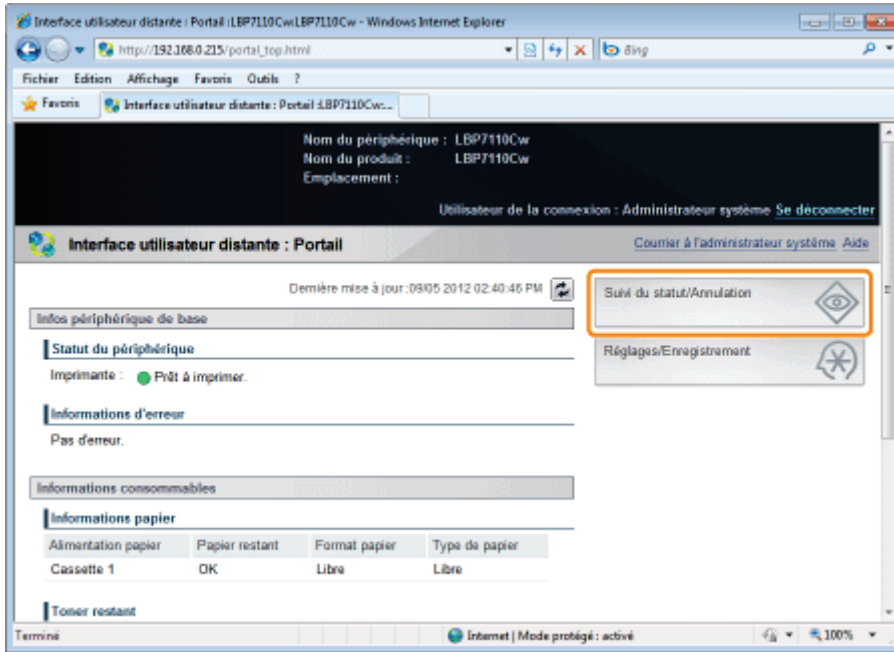 Interface utilisateur distante : Portail :LBP7110Cw:LBP7110Cw - Windows Internet Explorer
http://192.168.0.215/portal_top.html
Bing
Fichier Edition Affichage Favoris Outils ?
Favoris Interface utilisateur distante : Portail :LBP7110Cw:...
Nom du périphérique : LBP7110Cw
Nom du produit : LBP7110Cw
Emplacement :
Utilisateur de la connexion : Administrateur système Se déconnecter
Interface utilisateur distante : Portail Courrier à l'administrateur système Aide
Dernière mise à jour :09/05 2012 02:40:46 PM
Suivi du statut/Annulation
Infos périphérique de base
Statut du périphérique
Réglages/Enregistrement
Imprimante : Prêt à imprimer.
Informations d'erreur
Pas d'erreur.
Informations consommables
Informations papier
Alimentation papier Papier restant Format papier Type de papier
Cassette 1 OK Libre Libre
Toner restant
Terminé Internet | Mode protégé : activé 100%